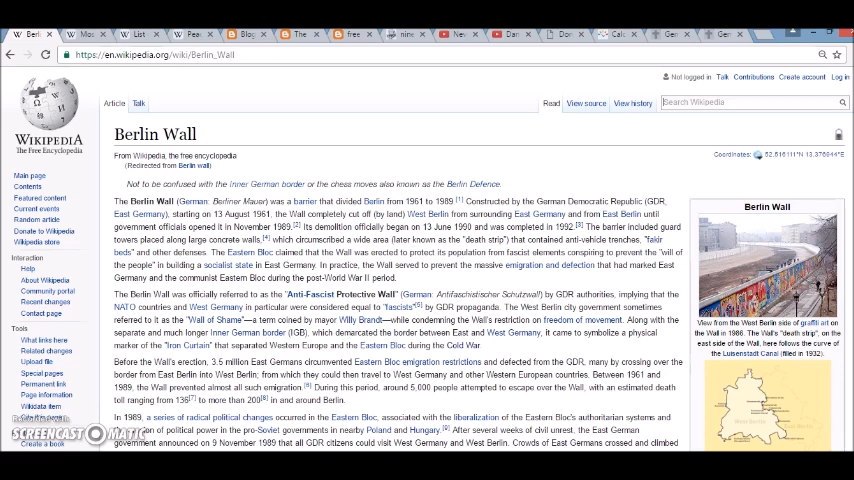 Berl
Mos
List
Pea
Blog
The
free
nine
New
Dan
Don
Calc
Gen
Gen
https://en.wikipedia.org/wiki/Berlin_Wall
Not logged in Talk Contributions Create account Log in
Article Talk Read View source View history Search Wikipedia
WIKIPEDIA
The Free Encyclopedia
Main page
Contents
Featured content
Current events
Random article
Donate to Wikipedia
Wikipedia store
Interaction
Help
About Wikipedia
Community portal
Recent changes
Contact page
Tools
What links here
Related changes
Upload file
Special pages
Permanent link
Page information
Wikidata item
Create a book
SCREENCAST MATIC
Berlin Wall
From Wikipedia, the free encyclopedia
(Redirected from Berlin wall)
Coordinates: 52.516111°N 13.376944°E
Not to be confused with the Inner German border or the chess moves also known as the Berlin Defence.
The Berlin Wall (German: Berliner Mauer) was a barrier that divided Berlin from 1961 to 1989.[1] Constructed by the German Democratic Republic (GDR,
East Germany), starting on 13 August 1961, the Wall completely cut off (by land) West Berlin from surrounding East Germany and from East Berlin until
government officials opened it in November 1989.[2] Its demolition officially began on 13 June 1990 and was completed in 1992.[3] The barrier included guard
towers placed along large concrete walls,[4] which circumscribed a wide area (later known as the "death strip") that contained anti-vehicle trenches, "fakir
beds" and other defenses. The Eastern Bloc claimed that the Wall was erected to protect its population from fascist elements conspiring to prevent the "will of
the people" in building a socialist state in East Germany. In practice, the Wall served to prevent the massive emigration and defection that had marked East
Germany and the communist Eastern Bloc during the post-World War II period.
The Berlin Wall was officially referred to as the "Anti-Fascist Protective Wall" (German: Antifaschistischer Schutzwall) by GDR authorities, implying that the
NATO countries and West Germany in particular were considered equal to "fascists"[5] by GDR propaganda. The West Berlin city government sometimes
referred to it as the "Wall of Shame"—a term coined by mayor Willy Brandt—while condemning the Wall's restriction on freedom of movement. Along with the
separate and much longer Inner German border (IGB), which demarcated the border between East and West Germany, it came to symbolize a physical
marker of the "Iron Curtain" that separated Western Europe and the Eastern Bloc during the Cold War.
Before the Wall's erection, 3.5 million East Germans circumvented Eastern Bloc emigration restrictions and defected from the GDR, many by crossing over the
border from East Berlin into West Berlin; from which they could then travel to West Germany and other Western European countries. Between 1961 and
1989, the Wall prevented almost all such emigration.[6] During this period, around 5,000 people attempted to escape over the Wall, with an estimated death
toll ranging from 136[7] to more than 200[8] in and around Berlin.
In 1989, a series of radical political changes occurred in the Eastern Bloc, associated with the liberalization of the Eastern Bloc's authoritarian systems and
of political power in the pro-Soviet governments in nearby Poland and Hungary.[9] After several weeks of civil unrest, the East German
government announced on 9 November 1989 that all GDR citizens could visit West Germany and West Berlin. Crowds of East Germans crossed and climbed
Berlin Wall
View from the West Berlin side of graffiti art on
the Wall in 1986. The Wall's "death strip", on the
east side of the Wall, here follows the curve of
the Luisenstadt Canal (filled in 1932).
West Berlin